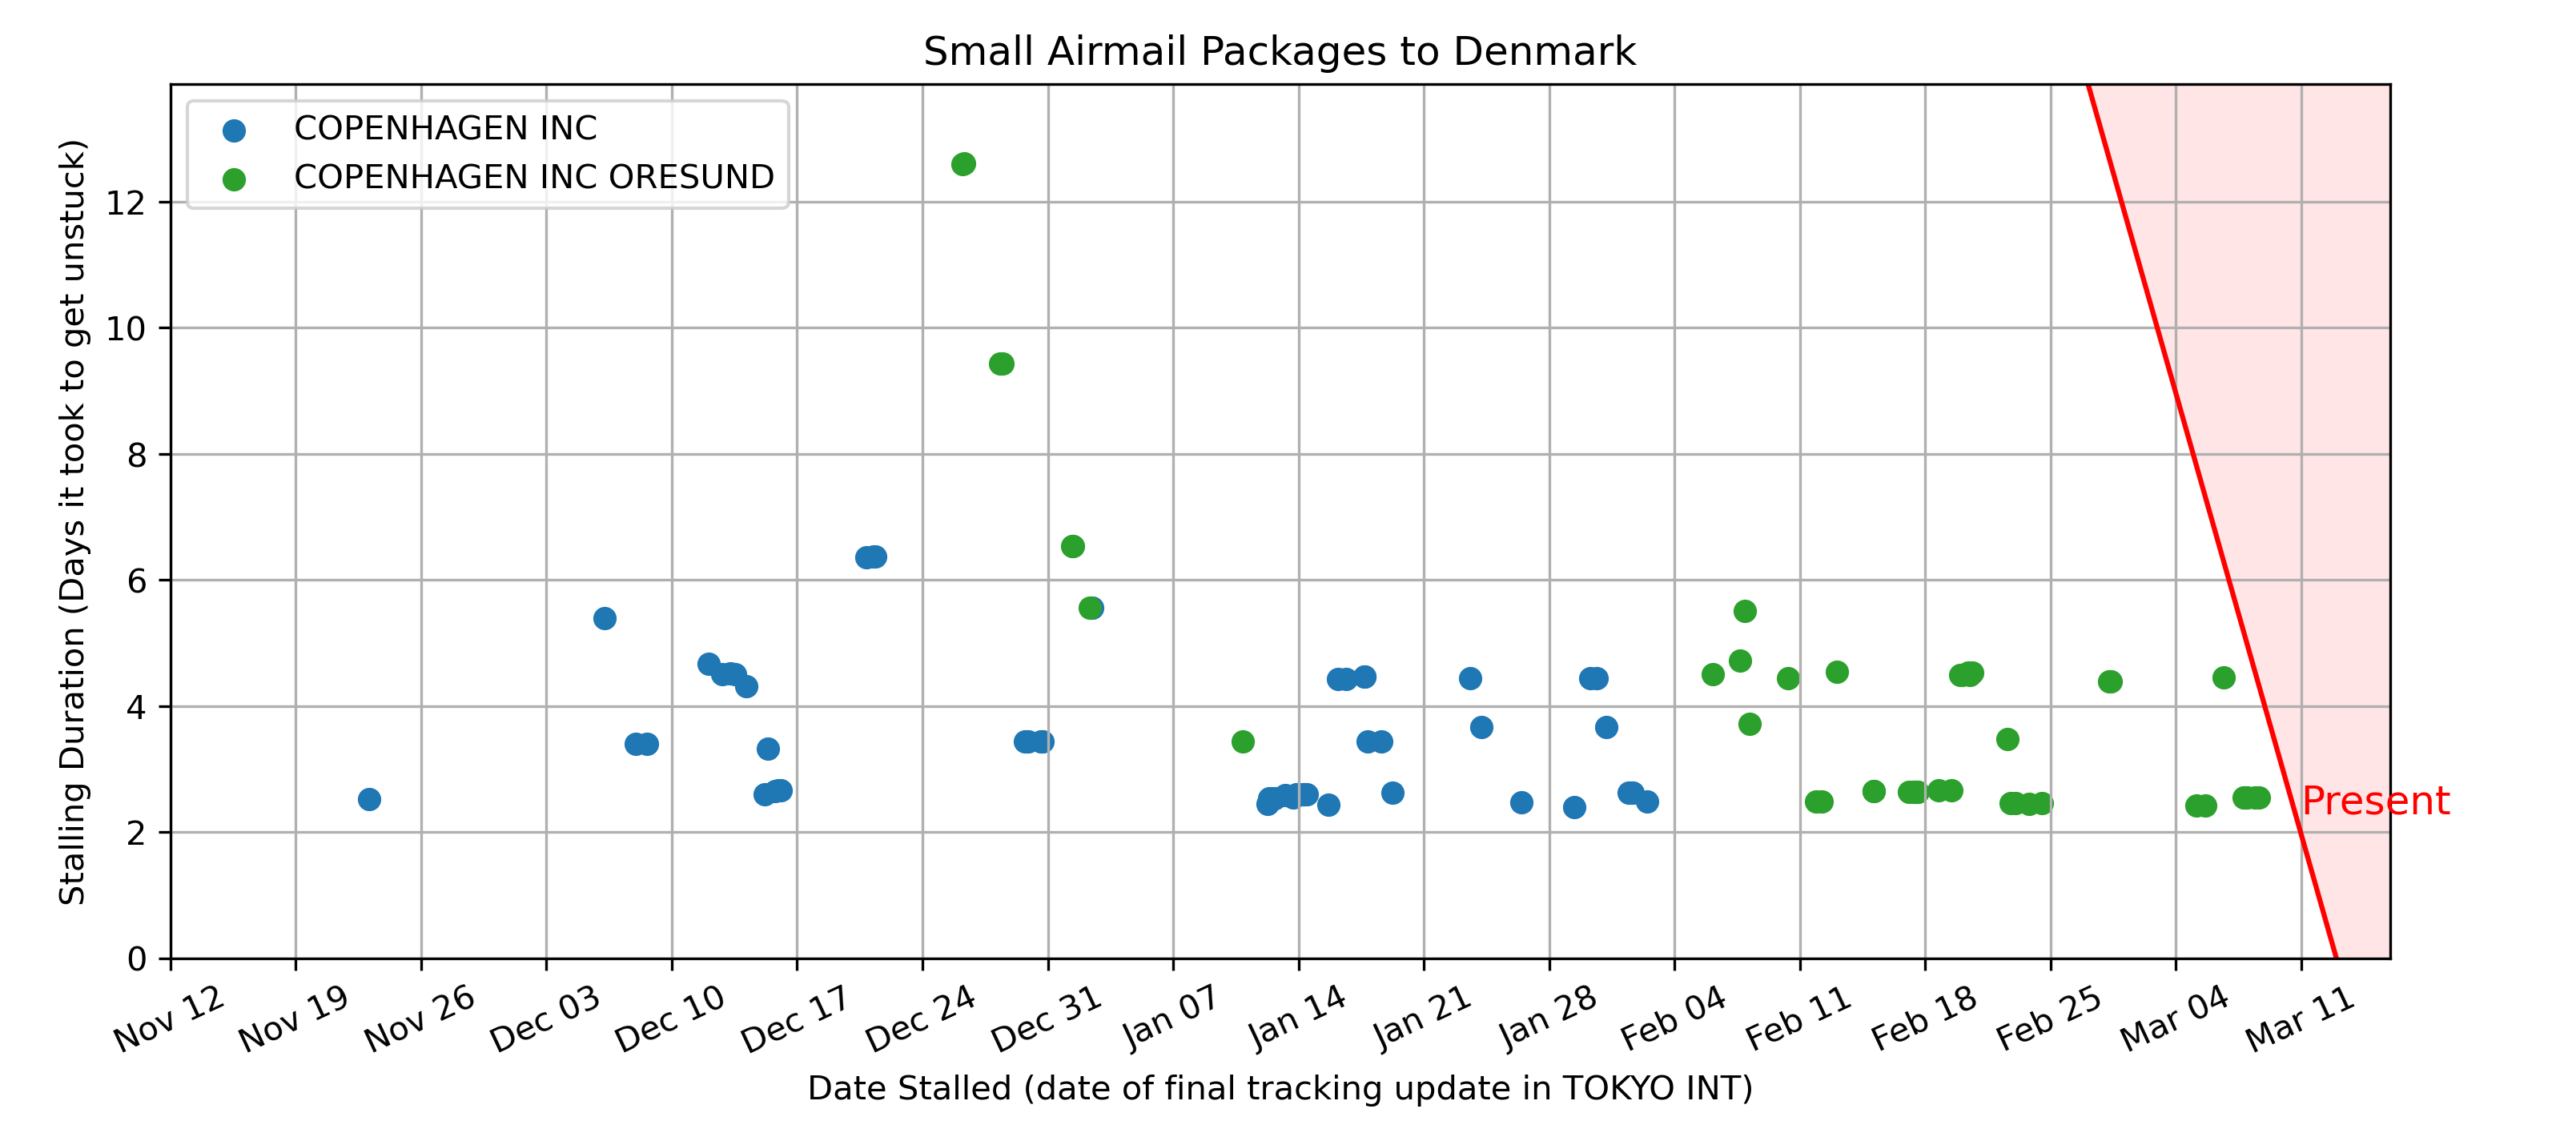 Small Airmail Packages to Denmark
COPENHAGEN INC
COPENHAGEN INC ORESUND
Stalling Duration (Days it took to get unstuck)
12
10
8
6
4
2
0
Present
Nov 12
Nov 19
Nov 26
Dec 03
Dec 10
Dec 17
Dec 24
Dec 31
Jan 07
Jan 14
Jan 21
Jan 28
Feb 04
Feb 11
Feb 18
Feb 25
Mar 04
Mar 11
Date Stalled (date of final tracking update in TOKYO INT)